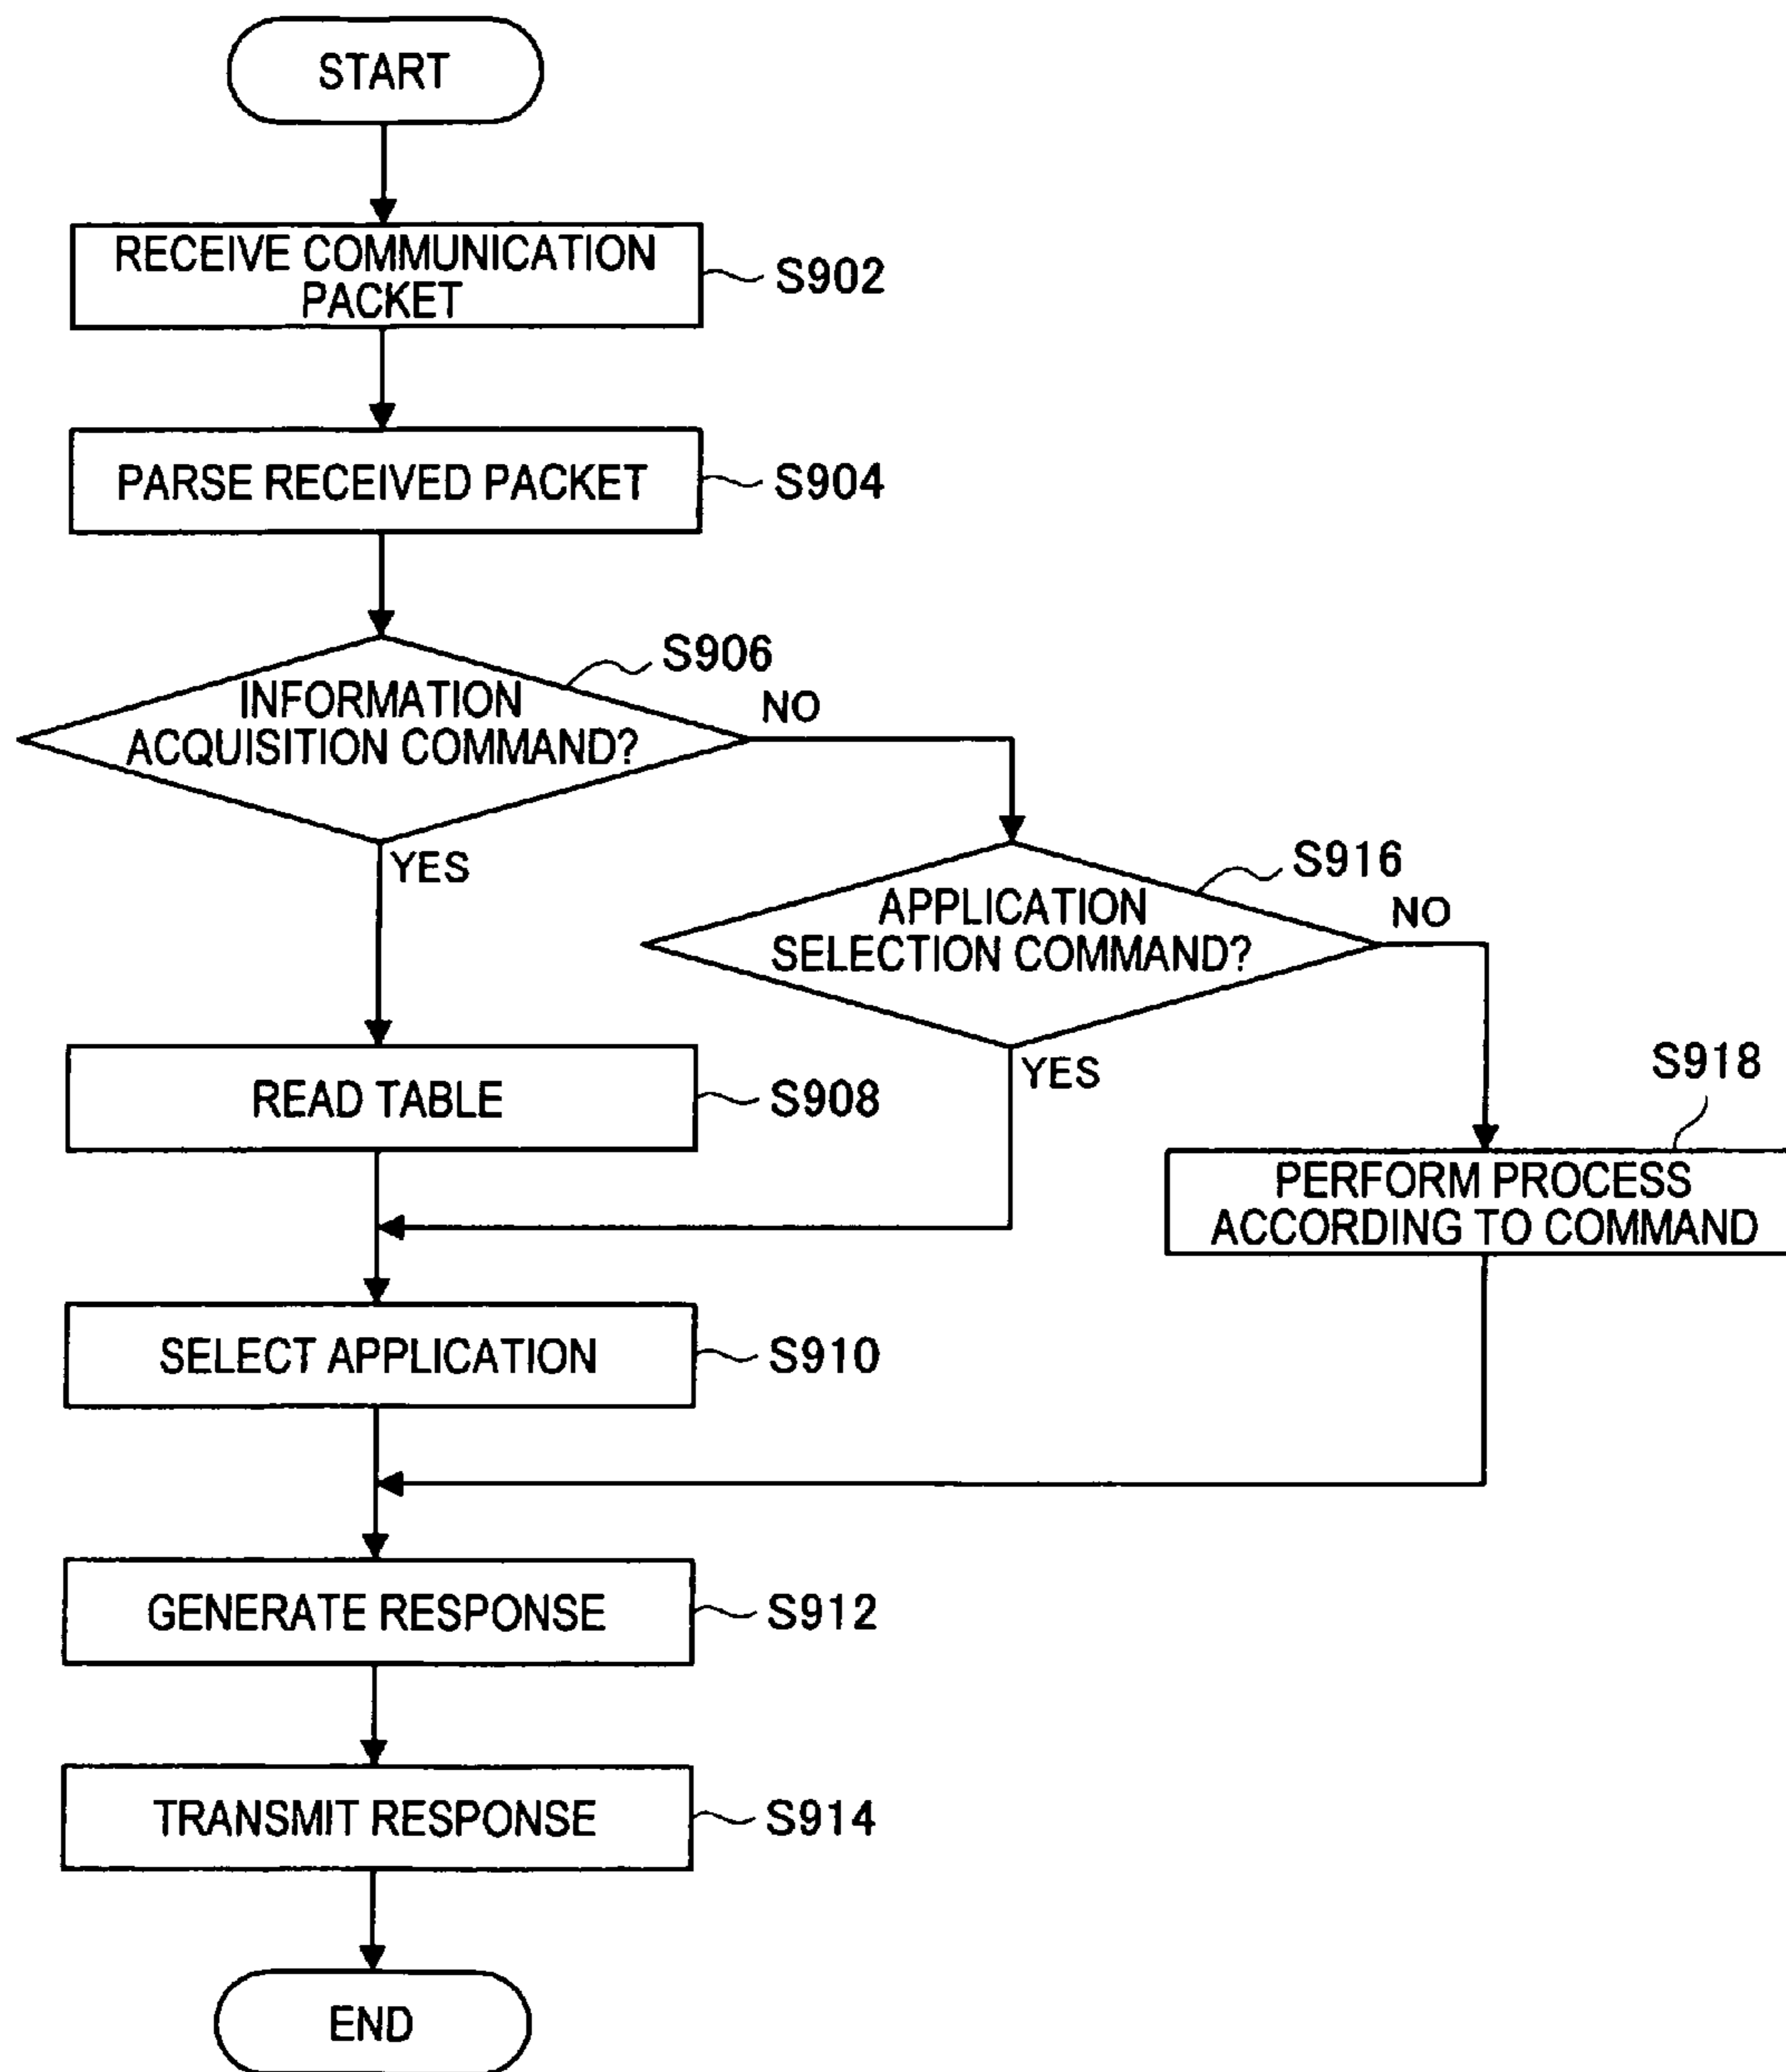 START
RECEIVE COMMUNICATION
PACKET
S902
PARSE RECEIVED PACKET
S904
S906
INFORMATION
ACQUISITION COMMAND?
NO
YES
S916
APPLICATION
SELECTION COMMAND?
NO
YES
READ TABLE
S908
S918
PERFORM PROCESS
ACCORDING TO COMMAND
SELECT APPLICATION
S910
GENERATE RESPONSE
S912
TRANSMIT RESPONSE
S914
END